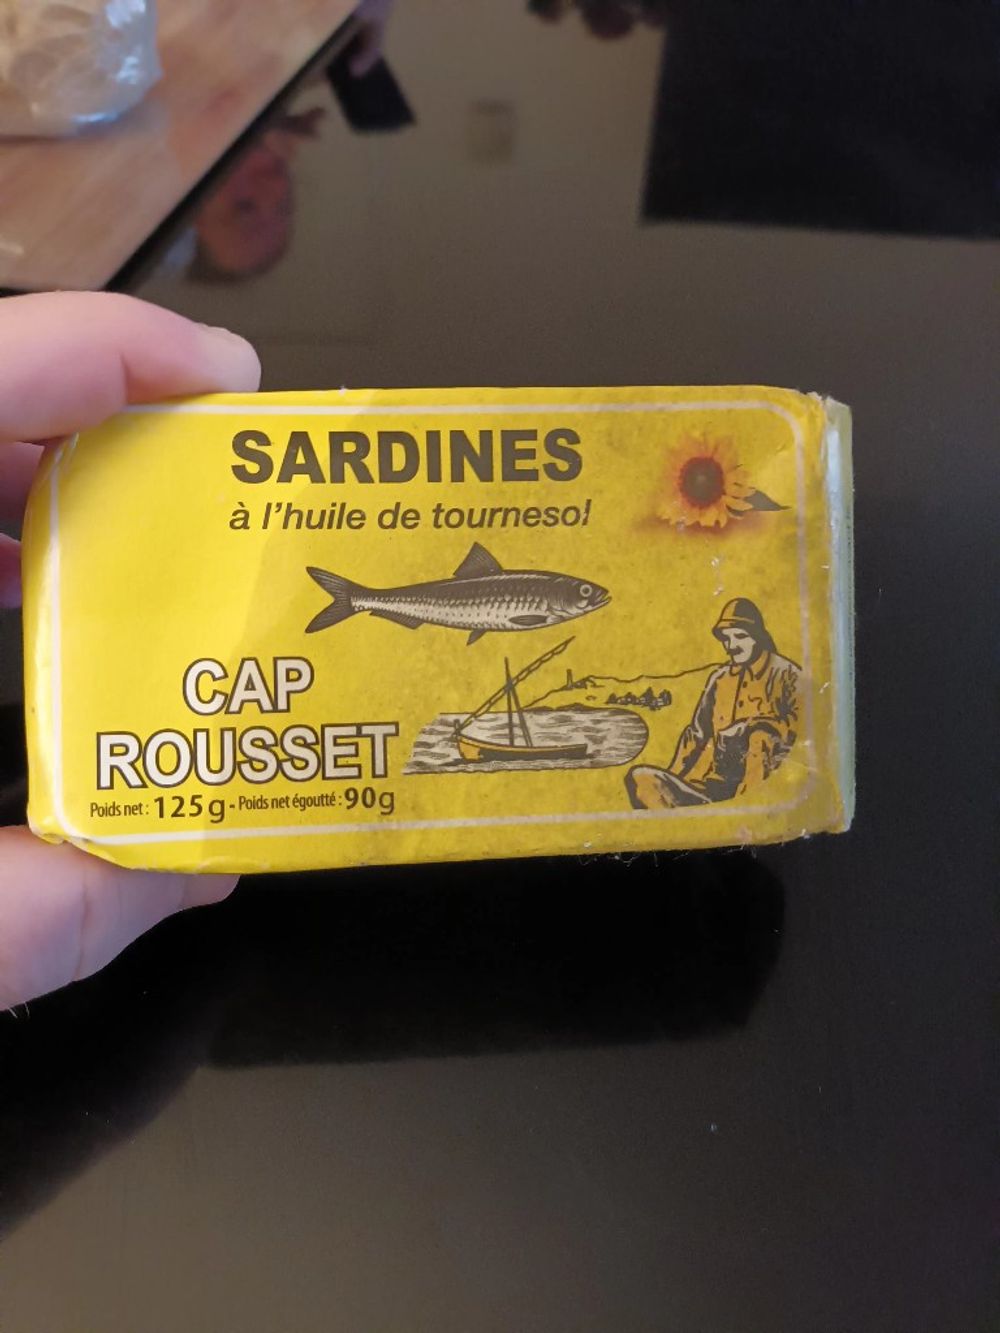 SARDINES
à l'huile de tournesol
CAP
ROUSSET
Poids net : 125 g - Poids net égoutté : 90g